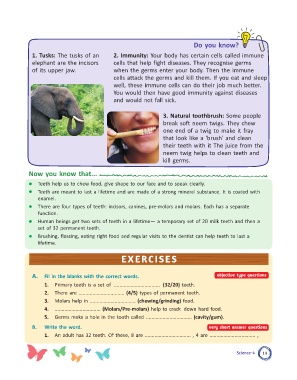 Do you know?
1. Tusks: The tusks of an
elephant are the incisors
of its upper jaw.
2. Immunity: Your body has certain cells called immune
cells that help fight diseases. They recognise germs
when the germs enter your body. Then the immune
cells attack the germs and kill them. If you eat and sleep
well, these immune cells can do their job much better.
You would then have good immunity against diseases
and would not fall sick.
3. Natural toothbrush: Some people
break soft neem twigs. They chew
one end of a twig to make it fray
that look like a 'brush' and clean
their teeth with it The juice from the
neem twig helps to clean teeth and
kill germs.
Now you know that...
Teeth help us to chew food, give shape to our face and to speak clearly.
Teeth are meant to last a lifetime and are made of a strong mineral substance. It is coated with
enamel.
There are four types of teeth: incisors, canines, pre-molars and molars. Each has a separate
function.
Human beings get two sets of teeth in a lifetime— a temporary set of 20 milk teeth and then a
set of 32 permanent teeth.
Brushing, flossing, eating right food and regular visits to the dentist can help teeth to last a
lifetime.
EXERCISES
A. Fill in the blanks with the correct words. objective type questions
1. Primary teeth is a set of .............................. (32/20) teeth.
2. There are .............................. (4/5) types of permanent teeth.
3. Molars help in .............................. (chewing/grinding) food.
4. .............................. (Molars/Pre-molars) help to crack down hard food.
5. Germs make a hole in the tooth called .............................. (cavity/gum).
B. Write the word. very short answer questions
1. An adult has 32 teeth. Of these, 8 are .............................. , 4 are .............................. ,
Science-4 13